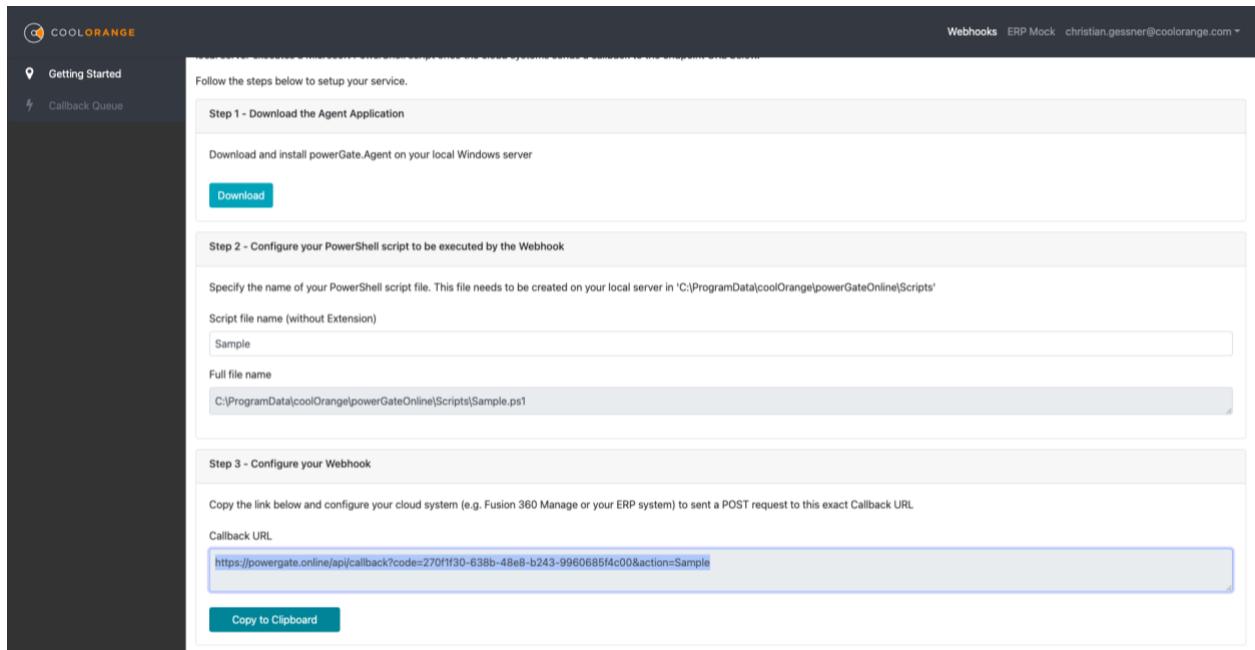 COOLORANGE
Webhooks ERP Mock christian.gessner@coolorange.com
Getting Started
Callback Queue
Follow the steps below to setup your service.
Step 1 - Download the Agent Application
Download and install powerGate.Agent on your local Windows server
Download
Step 2 - Configure your PowerShell script to be executed by the Webhook
Specify the name of your PowerShell script file. This file needs to be created on your local server in 'C:\ProgramData\coolOrange\powerGateOnline\Scripts'
Script file name (without Extension)
Sample
Full file name
C:\ProgramData\coolOrange\powerGateOnline\Scripts\Sample.ps1
Step 3 - Configure your Webhook
Copy the link below and configure your cloud system (e.g. Fusion 360 Manage or your ERP system) to sent a POST request to this exact Callback URL
Callback URL
https://powergate.online/api/callback?code=270f1f30-638b-48e8-b243-9960685f4c00&action=Sample
Copy to Clipboard